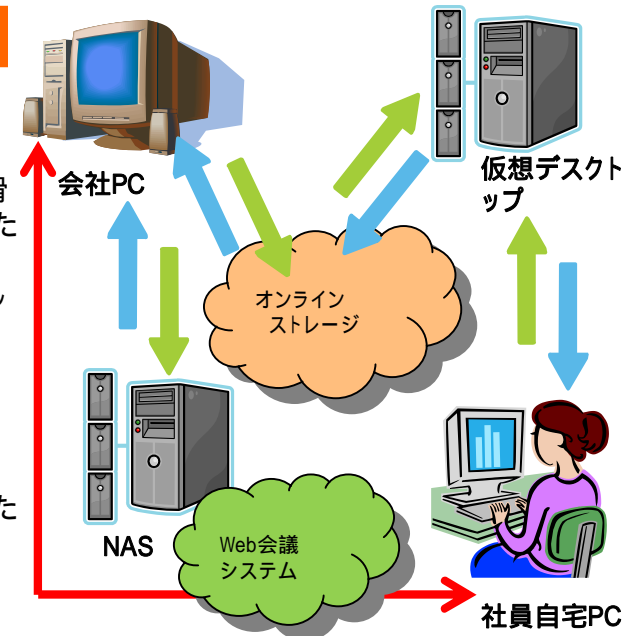 会社PC
仮想デスクト
ップ
た
オンライン
ストレージ
た
NAS
Web会議
システム
社員自宅PC